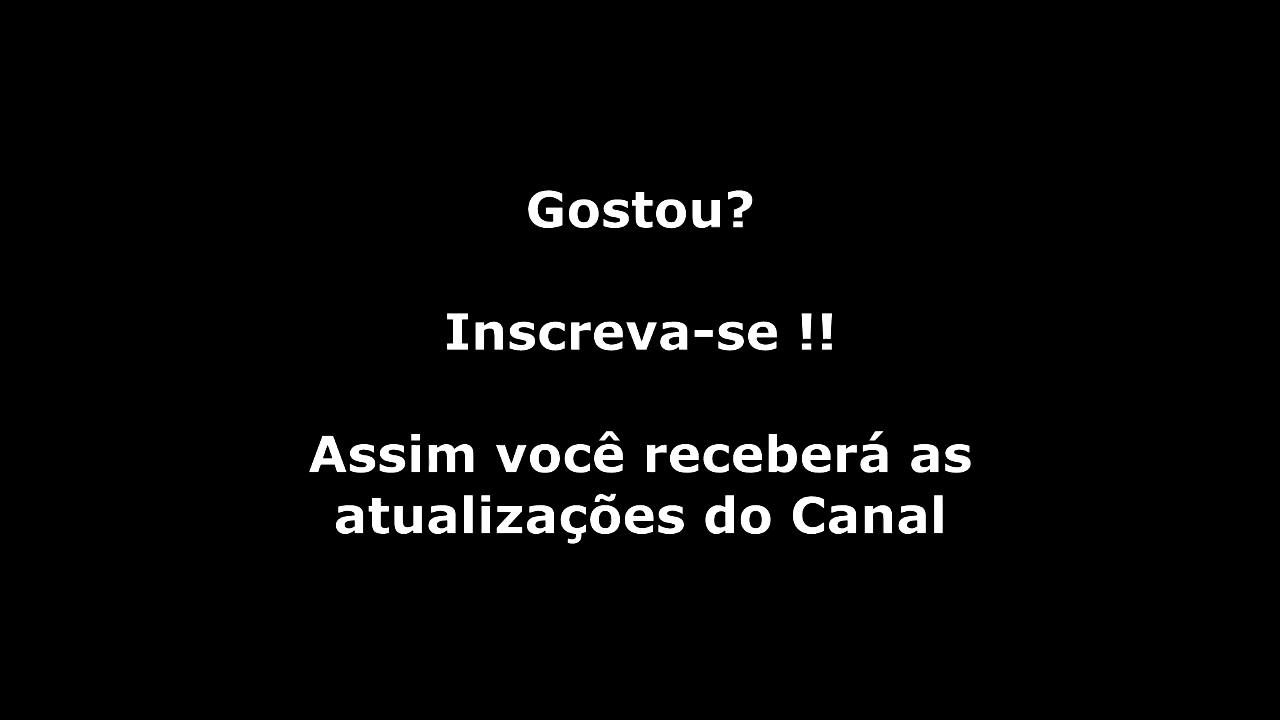 Gostou?
Inscreva-se !!
Assim você receberá as
atualizações do Canal